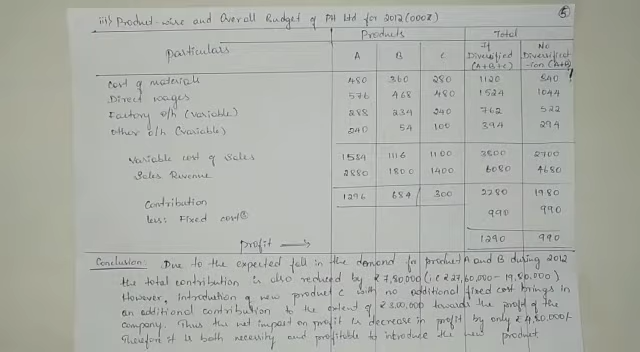 iii) Product-wise and Overall Budget of PH Ltd for 2012 (000₹) 5
Particulars Products Total
A B C If Diversified (A+B+C) No Diversification (A+B)
Cost of materials 480 360 280 1120 840
Direct wages 576 468 480 1524 1044
Factory o/h (variable) 288 234 240 762 522
Other o/h (variable) 240 54 100 394 294
Variable cost of Sales 1584 1116 1100 3800 2700
Sales Revenue 2880 1800 1400 6080 4680
Contribution 1296 684 300 2280 1980
less: Fixed cost 990 990
profit → 1290 990
Conclusion: Due to the expected fall in the demand for product A and B during 2012
the total contribution is also reduced by ₹ 7,80,000 (i.e ₹ 27,60,000 - 19,80,000)
However, introduction of new product C with no additional fixed cost brings in
an additional contribution to the extent of ₹ 300,000 towards the profit of the
company. Thus the net impact on profit is decrease in profit by only ₹ 4,80,000/-
Therefore it is both necessary and profitable to introduce the new product.